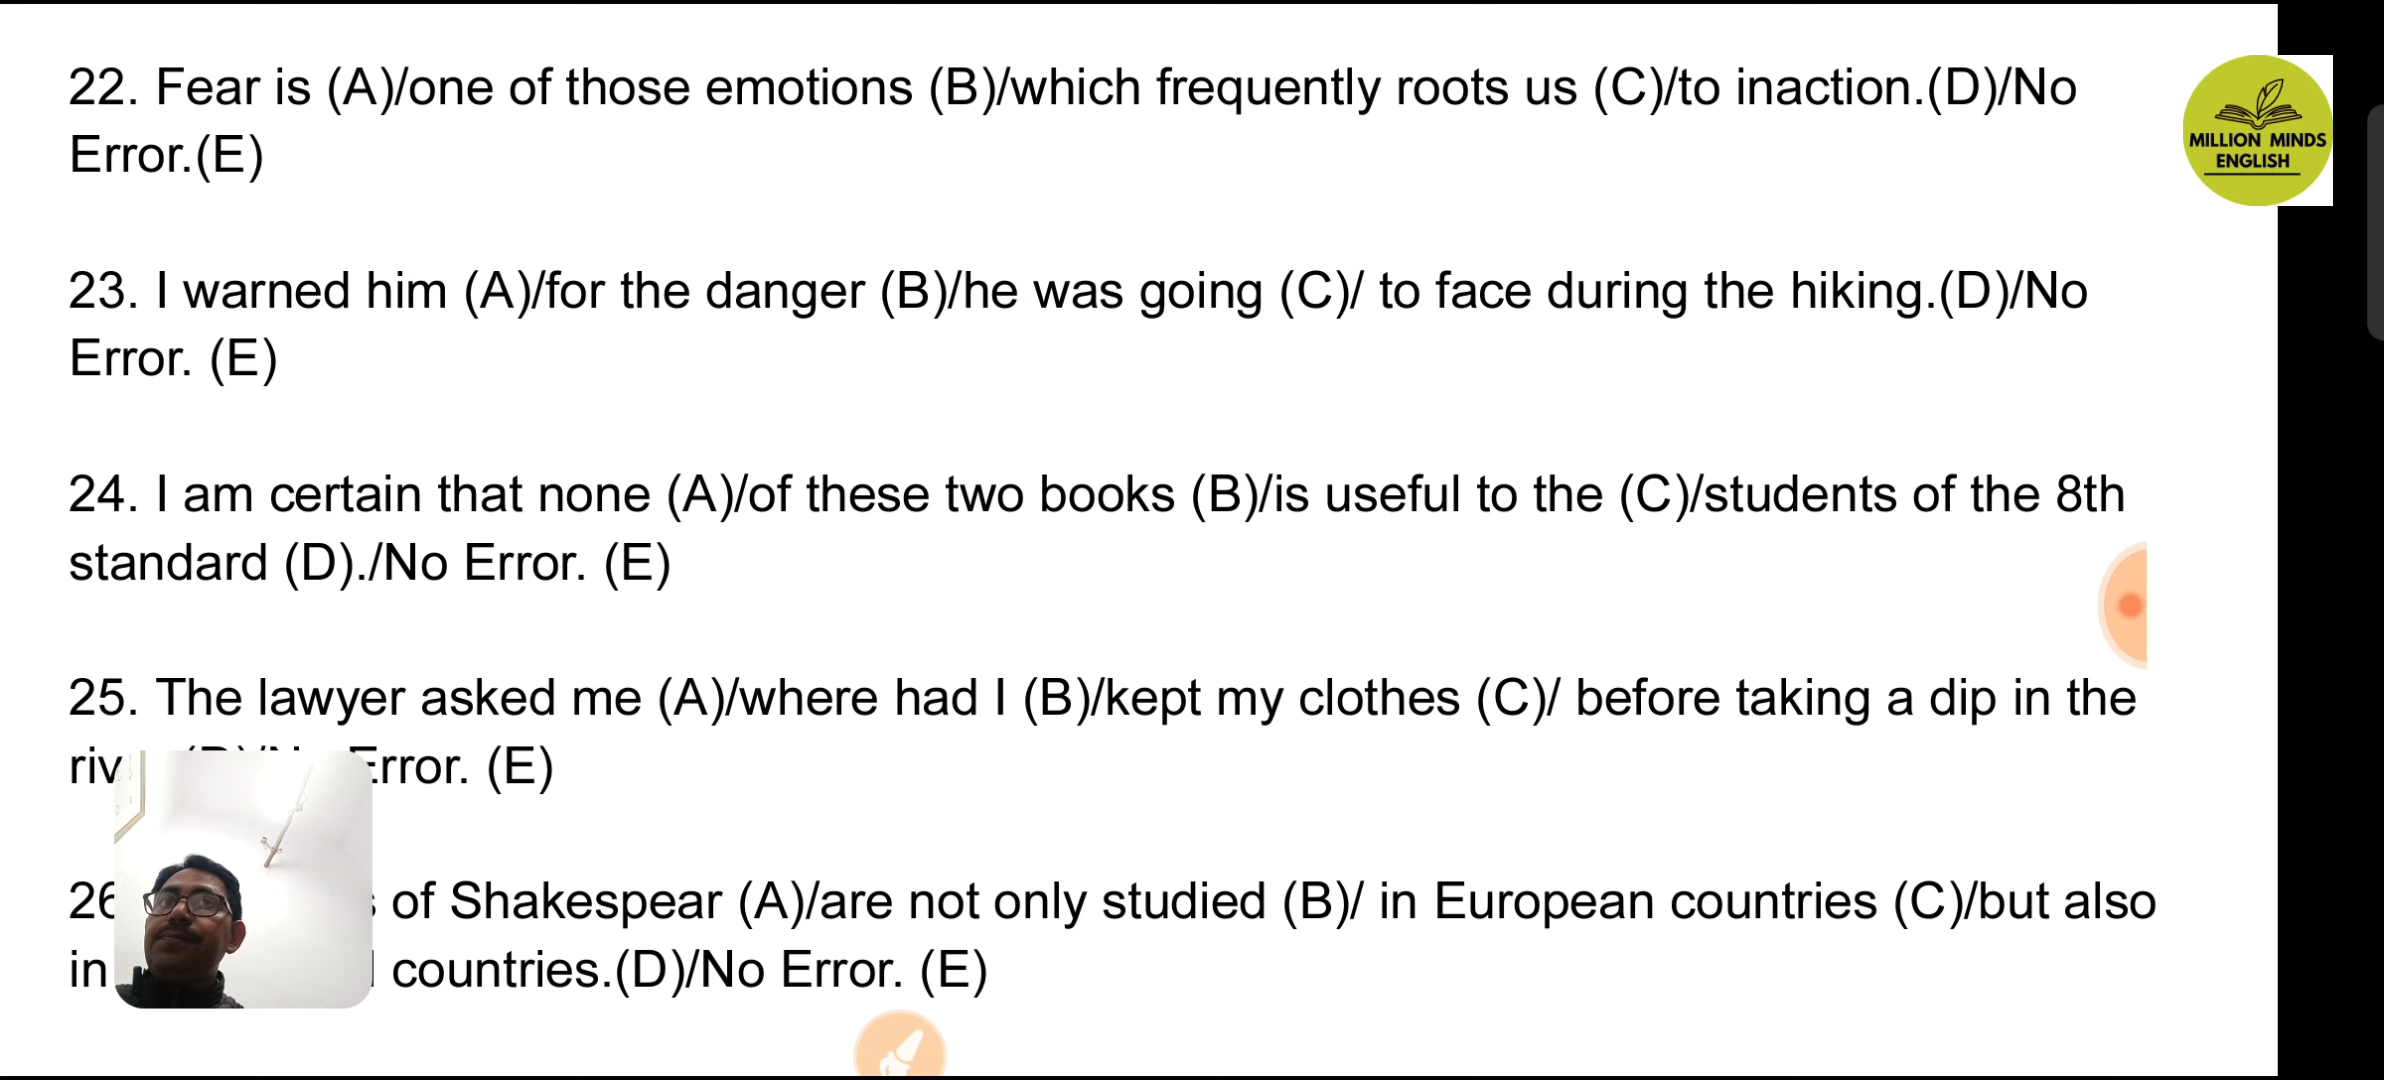 22. Fear is (A)/one of those emotions (B)/which frequently roots us (C)/to inaction.(D)/No
Error.(E)
MILLION MINDS
ENGLISH
23. I warned him (A)/for the danger (B)/he was going (C)/ to face during the hiking.(D)/No
Error. (E)
24. I am certain that none (A)/of these two books (B)/is useful to the (C)/students of the 8th
standard (D)./No Error. (E)
25. The lawyer asked me (A)/where had I (B)/kept my clothes (C)/ before taking a dip in the
Error. (E)
of Shakespear (A)/are not only studied (B)/ in European countries (C)/but also
in countries.(D)/No Error. (E)